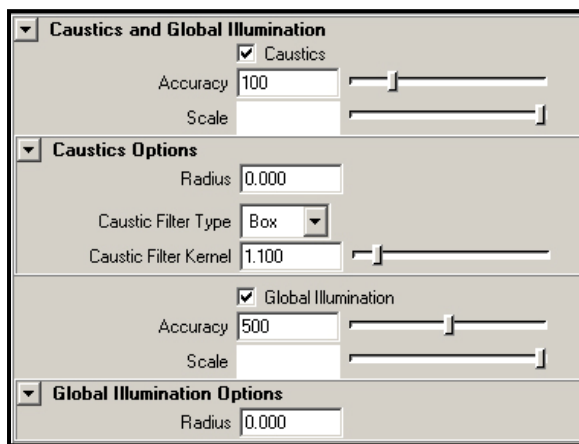 Caustics and Global Illumination
Caustics
Accuracy 100
Scale
Caustics Options
Radius 0.000
Caustic Filter Type Box
Caustic Filter Kernel 1.100
Global Illumination
Accuracy 500
Scale
Global Illumination Options
Radius 0.000